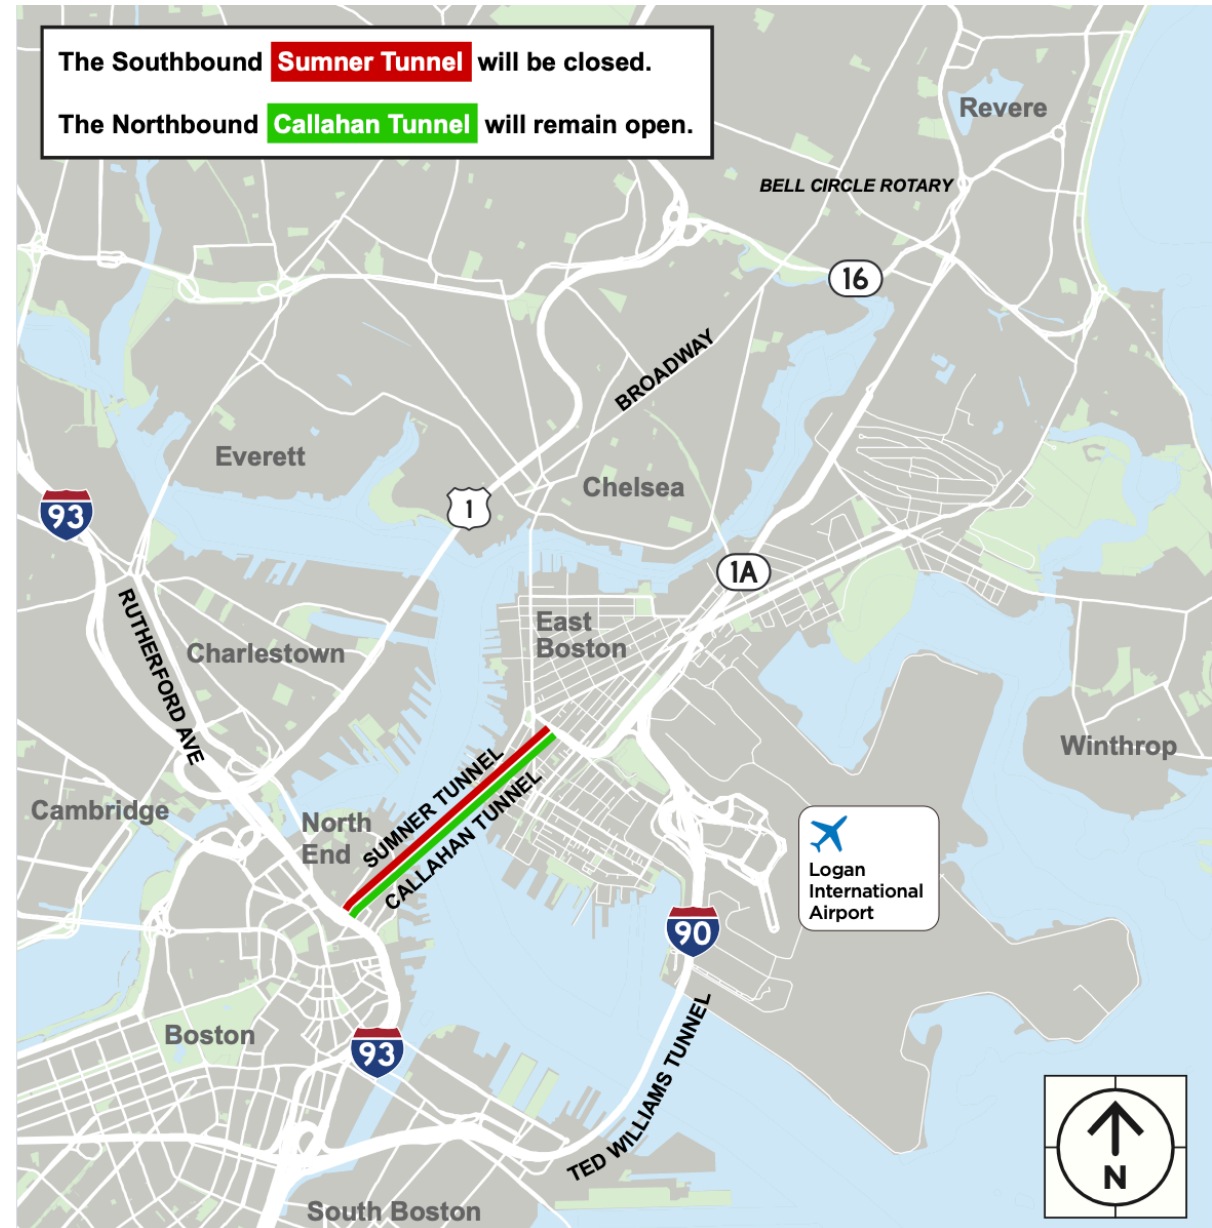 The Southbound Sumner Tunnel will be closed.
The Northbound Callahan Tunnel will remain open.
Revere
BELL CIRCLE ROTARY
16
BROADWAY
Everett
Chelsea
1
93
1A
RUTHERFORD AVE
East
Boston
Charlestown
Winthrop
SUMNER TUNNEL
CALLAHAN TUNNEL
Cambridge
North
End
Logan
International
Airport
90
Boston
93
TED WILLIAMS TUNNEL
South Boston
N